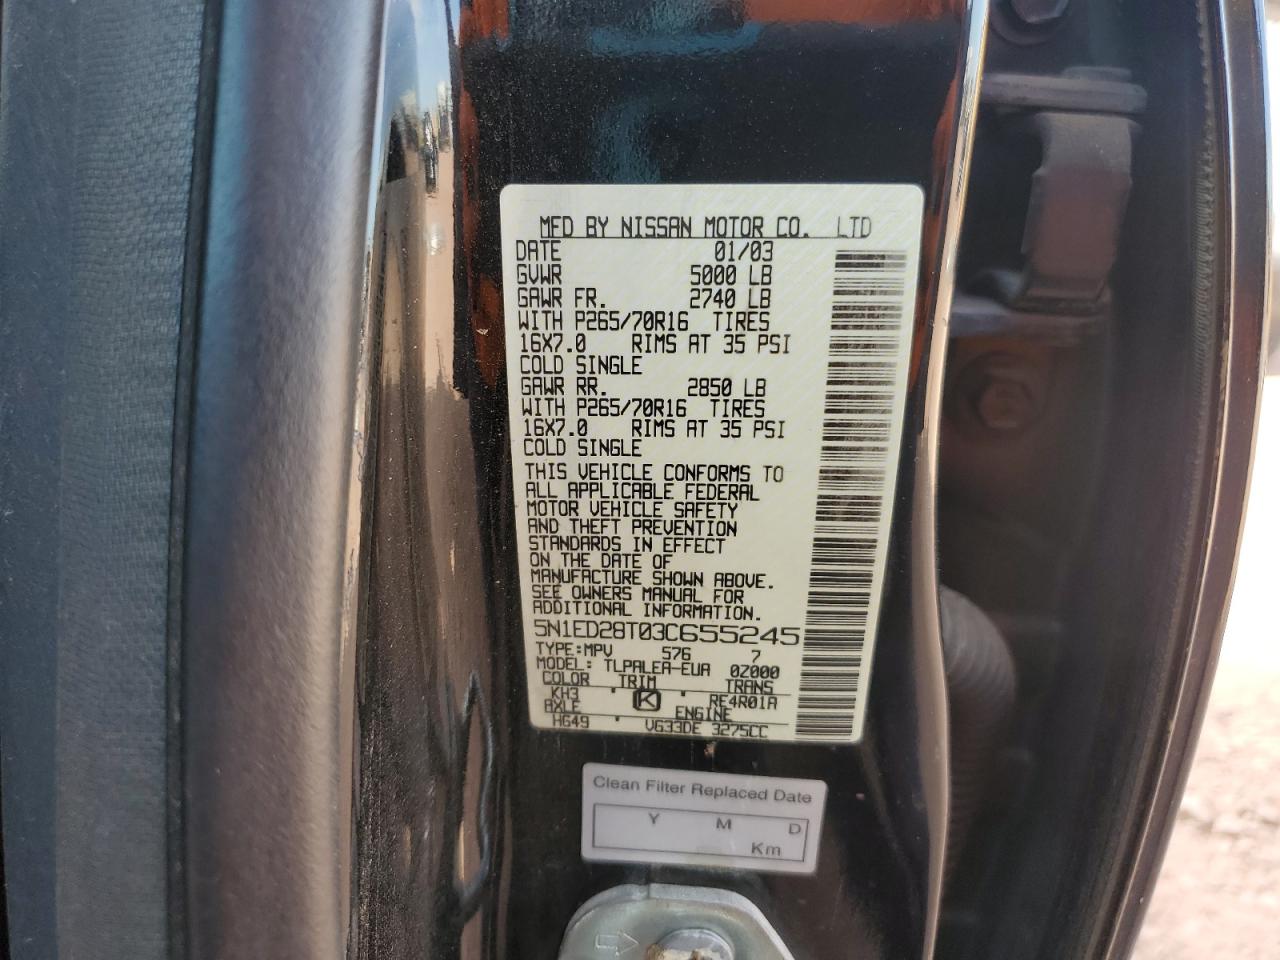 MFD BY NISSAN MOTOR CO. LTD
DATE 01/03
GVWR 5000 LB
GAWR FR. 2740 LB
WITH P265/70R16 TIRES
16X7.0 RIMS AT 35 PSI
COLD SINGLE
GAWR RR. 2850 LB
WITH P265/70R16 TIRES
16X7.0 RIMS AT 35 PSI
COLD SINGLE
THIS VEHICLE CONFORMS TO
ALL APPLICABLE FEDERAL
MOTOR VEHICLE SAFETY
AND THEFT PREVENTION
STANDARDS IN EFFECT
ON THE DATE OF
MANUFACTURE SHOWN ABOVE.
SEE OWNERS MANUAL FOR
ADDITIONAL INFORMATION.
5N1ED28T03C655245
TYPE:MPV 576 7
MODEL: TLPALEA-EUA 0Z000
COLOR TRIM TRANS
KH3 K RE4R01A
AXLE ENGINE
HG49 VG33DE 3275CC
Clean Filter Replaced Date
Y M D
Km